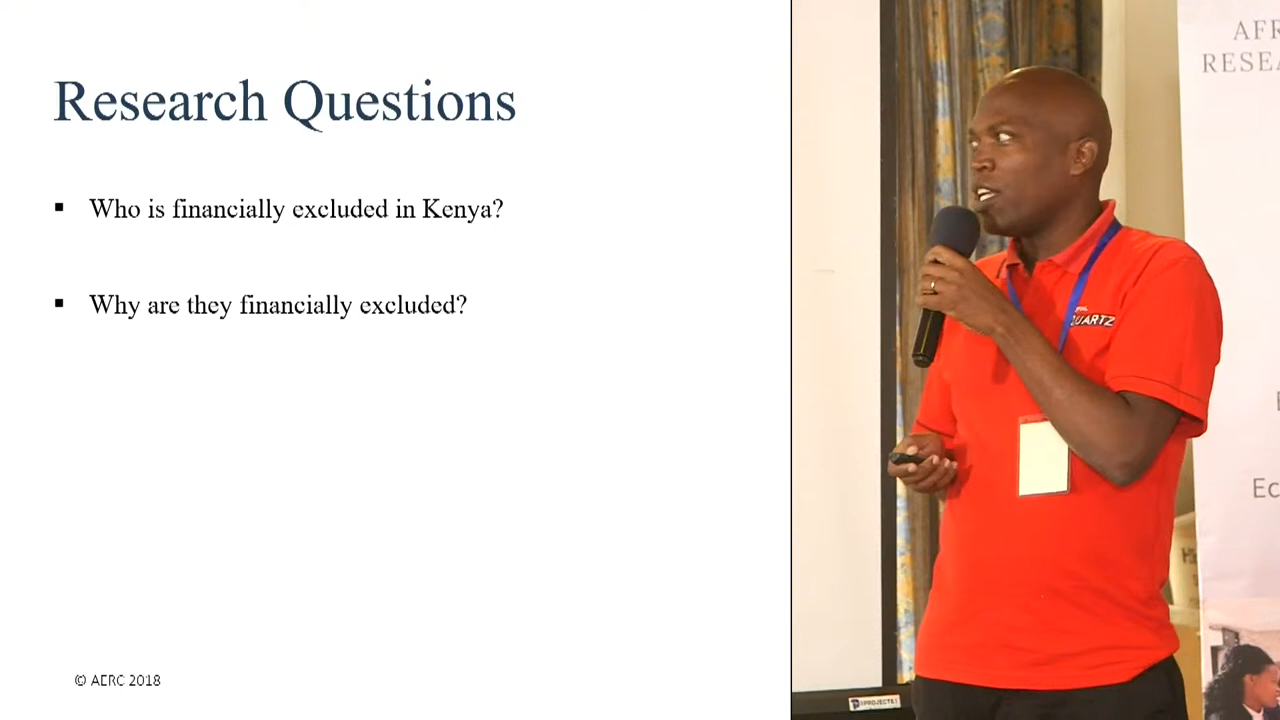 Research Questions
▪ Who is financially excluded in Kenya?
▪ Why are they financially excluded?
© AERC 2018
AFR
RESEA
QUARTZ
Ec